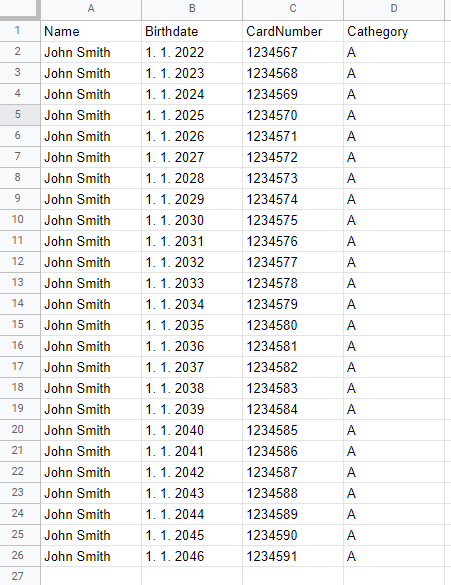 A B C D
1 Name Birthdate CardNumber Cathegory
2 John Smith 1. 1. 2022 1234567 A
3 John Smith 1. 1. 2023 1234568 A
4 John Smith 1. 1. 2024 1234569 A
5 John Smith 1. 1. 2025 1234570 A
6 John Smith 1. 1. 2026 1234571 A
7 John Smith 1. 1. 2027 1234572 A
8 John Smith 1. 1. 2028 1234573 A
9 John Smith 1. 1. 2029 1234574 A
10 John Smith 1. 1. 2030 1234575 A
11 John Smith 1. 1. 2031 1234576 A
12 John Smith 1. 1. 2032 1234577 A
13 John Smith 1. 1. 2033 1234578 A
14 John Smith 1. 1. 2034 1234579 A
15 John Smith 1. 1. 2035 1234580 A
16 John Smith 1. 1. 2036 1234581 A
17 John Smith 1. 1. 2037 1234582 A
18 John Smith 1. 1. 2038 1234583 A
19 John Smith 1. 1. 2039 1234584 A
20 John Smith 1. 1. 2040 1234585 A
21 John Smith 1. 1. 2041 1234586 A
22 John Smith 1. 1. 2042 1234587 A
23 John Smith 1. 1. 2043 1234588 A
24 John Smith 1. 1. 2044 1234589 A
25 John Smith 1. 1. 2045 1234590 A
26 John Smith 1. 1. 2046 1234591 A
27